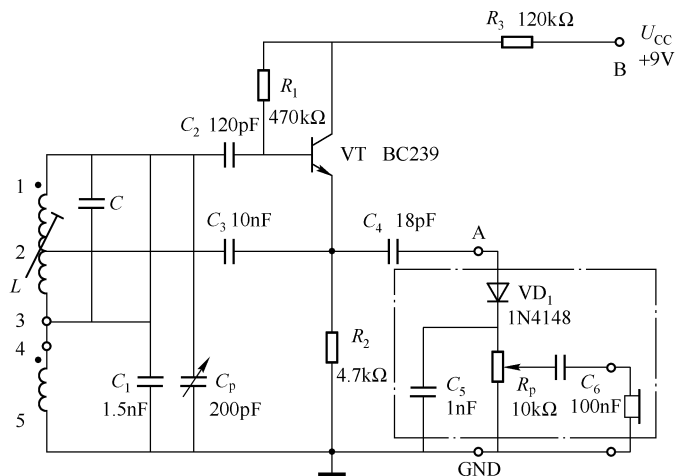 R3 120kΩ
UCC
+9V
B
R1
470kΩ
C2 120pF
VT BC239
1
C
2
C3 10nF
C4 18pF
A
L
VD1
1N4148
3
4
R2
4.7kΩ
C1
1.5nF
Cp
200pF
C5
1nF
Rp
10kΩ
C6
100nF
5
GND